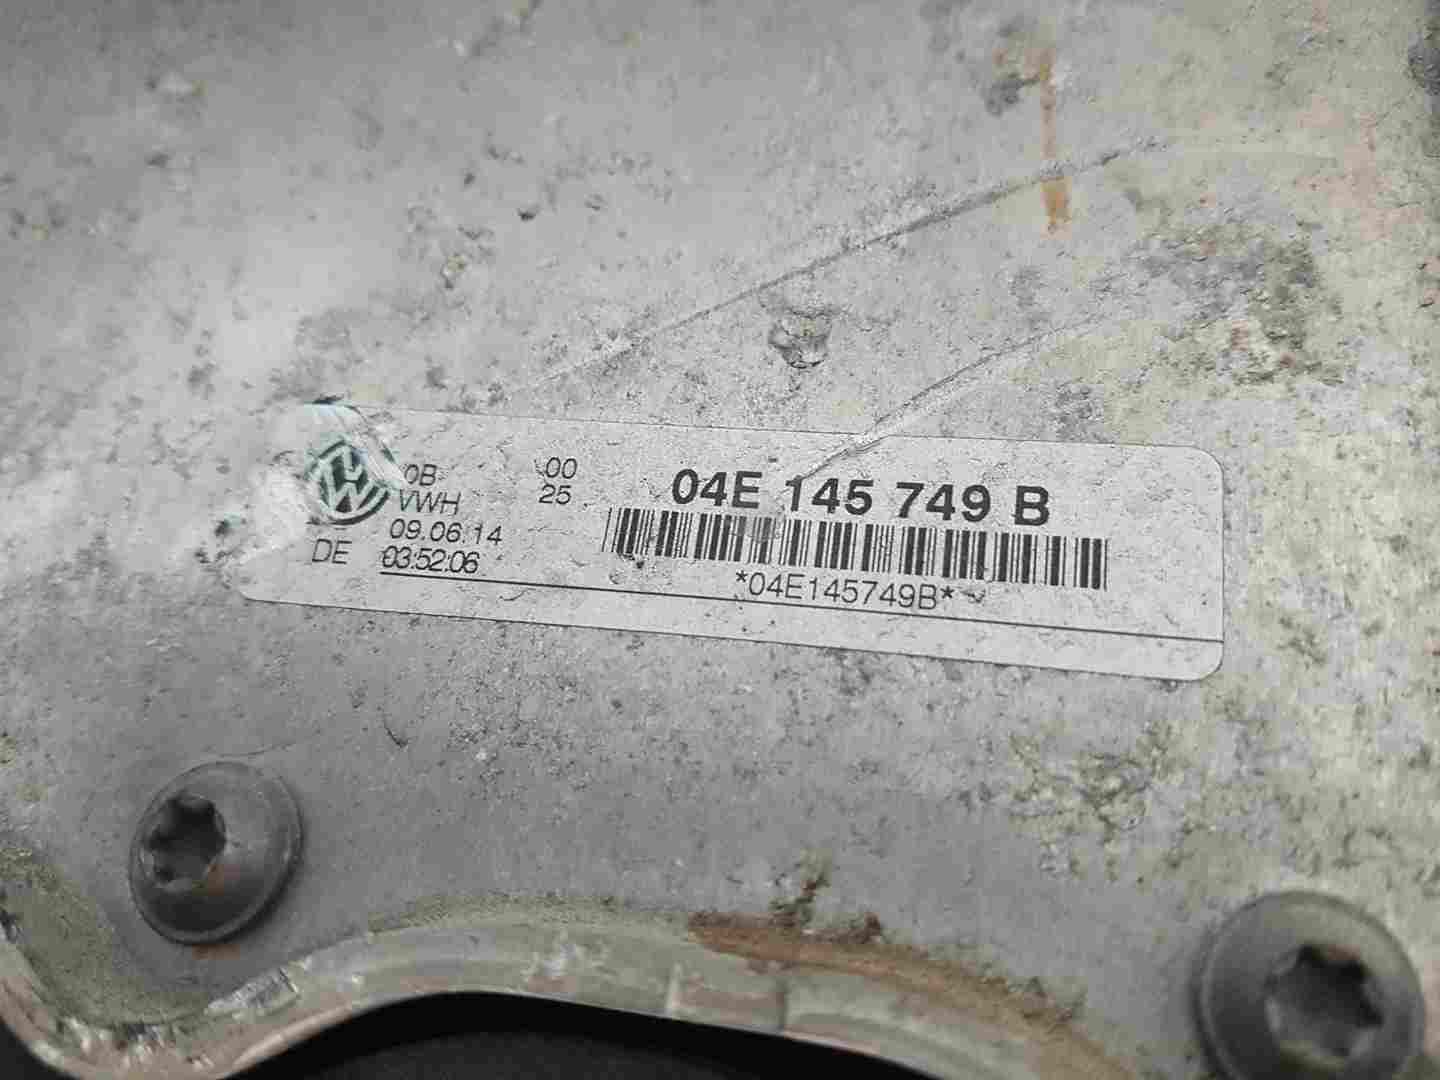 0B 00
VWH 25
09.06.14
DE 03:52:06
04E 145 749 B
*04E145749B*